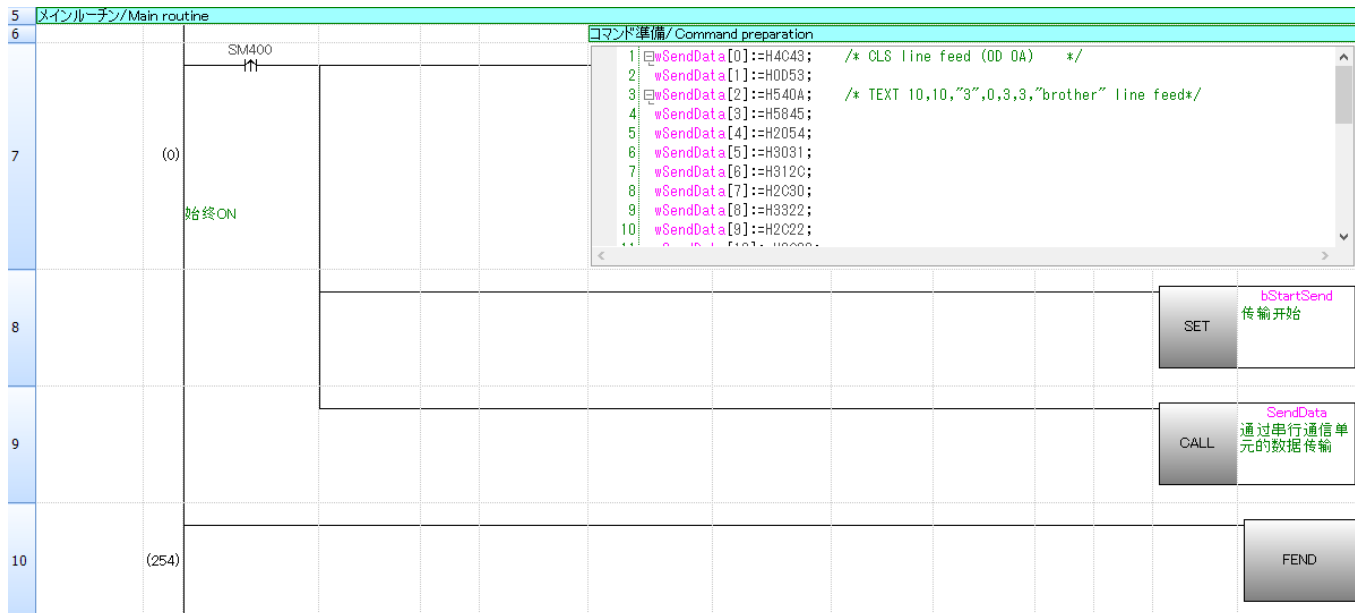 5 メインルーチン/Main routine
6 コマンド準備/Command preparation
SM400
1 wSendData[0]:=H4C43; /* CLS line feed (0D 0A) */
2 wSendData[1]:=H0D53;
3 wSendData[2]:=H540A; /* TEXT 10,10,"3",0,3,3,"brother" line feed*/
4 wSendData[3]:=H5845;
5 wSendData[4]:=H2054;
6 wSendData[5]:=H3031;
7 wSendData[6]:=H312C;
8 wSendData[7]:=H2C30;
9 wSendData[8]:=H3322;
10 wSendData[9]:=H2C22;
7 (0)
始终ON
8
SET
bStartSend
传输开始
9
CALL
SendData
通过串行通信单
元的数据传输
10 (254)
FEND